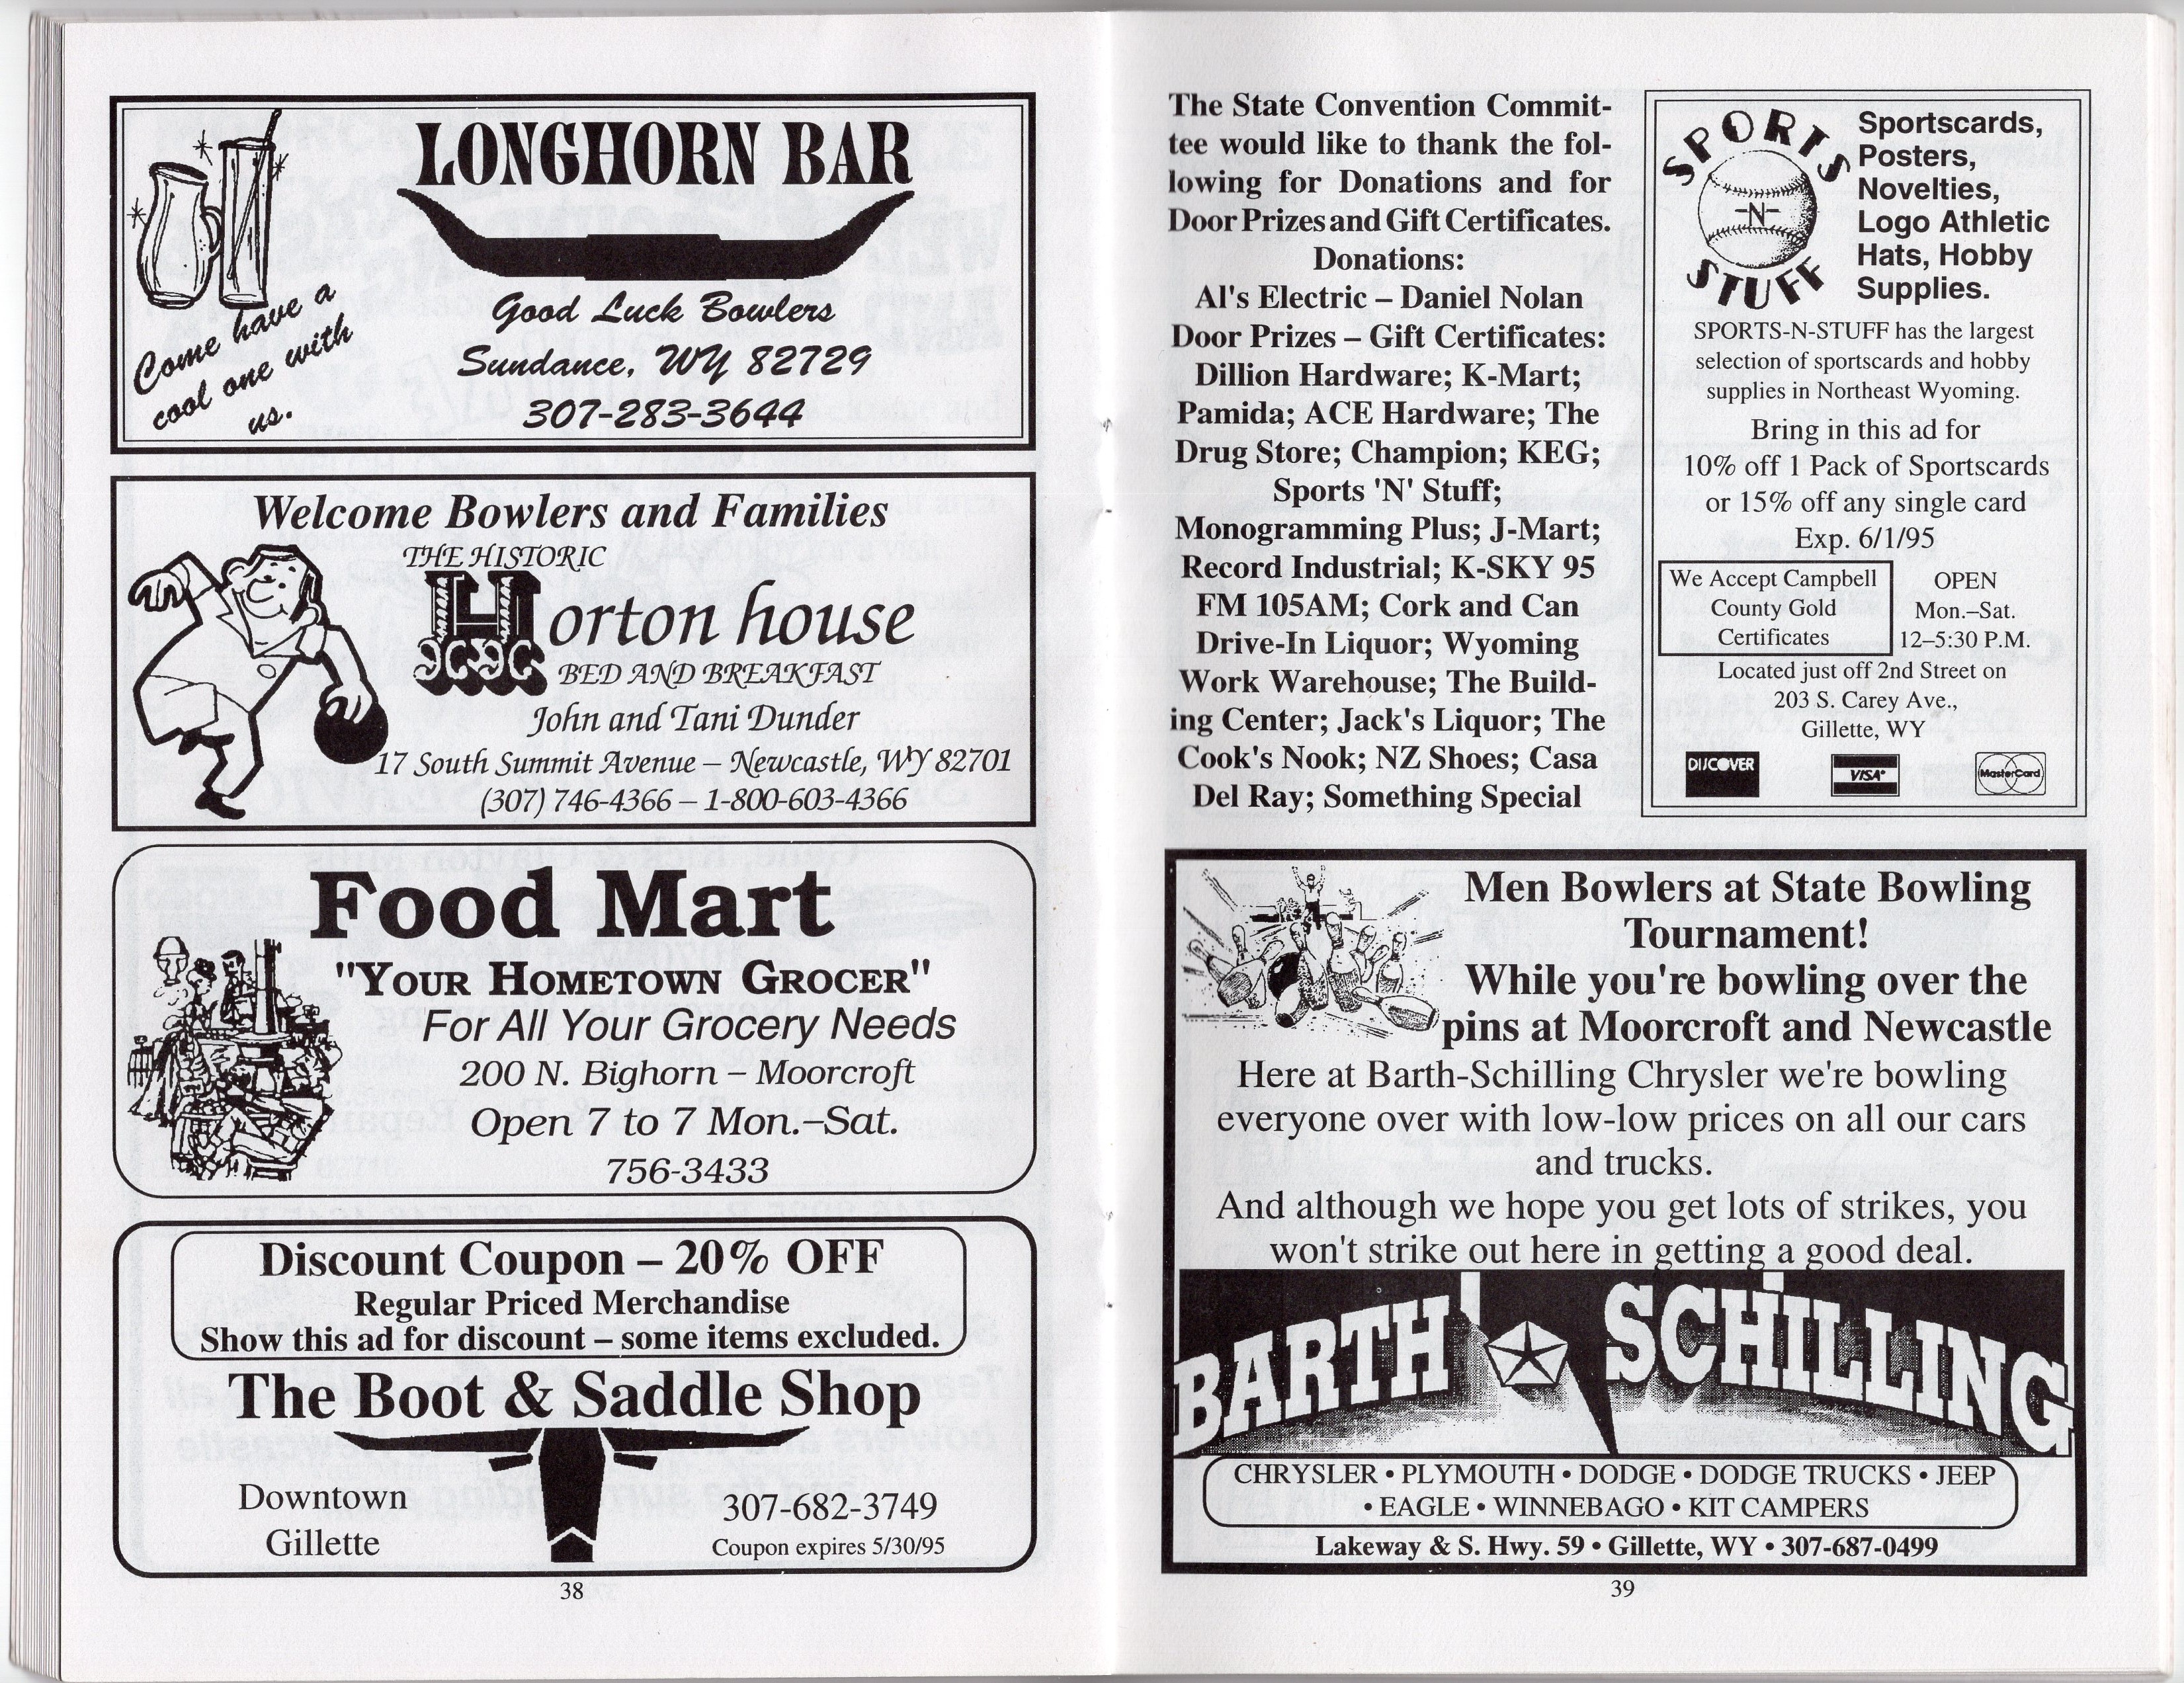 LONGHORN BAR
Come have a
cool one with
us.
Good Luck Bowlers
Sundance, WY 82729
307-283-3644
Welcome Bowlers and Families
THE HISTORIC
Horton house
BED AND BREAKFAST
John and Tani Dunder
17 South Summit Avenue – Newcastle, WY 82701
(307) 746-4366 – 1-800-603-4366
Food Mart
"YOUR HOMETOWN GROCER"
For All Your Grocery Needs
200 N. Bighorn – Moorcroft
Open 7 to 7 Mon.–Sat.
756-3433
Discount Coupon – 20% OFF
Regular Priced Merchandise
Show this ad for discount – some items excluded.
The Boot & Saddle Shop
Downtown
Gillette
307-682-3749
Coupon expires 5/30/95
38
The State Convention Commit-
tee would like to thank the fol-
lowing for Donations and for
Door Prizes and Gift Certificates.
Donations:
Al's Electric – Daniel Nolan
Door Prizes – Gift Certificates:
Dillion Hardware; K-Mart;
Pamida; ACE Hardware; The
Drug Store; Champion; KEG;
Sports 'N' Stuff;
Monogramming Plus; J-Mart;
Record Industrial; K-SKY 95
FM 105AM; Cork and Can
Drive-In Liquor; Wyoming
Work Warehouse; The Build-
ing Center; Jack's Liquor; The
Cook's Nook; NZ Shoes; Casa
Del Ray; Something Special
SPORTS
-N-
STUFF
Sportscards,
Posters,
Novelties,
Logo Athletic
Hats, Hobby
Supplies.
SPORTS-N-STUFF has the largest
selection of sportscards and hobby
supplies in Northeast Wyoming.
Bring in this ad for
10% off 1 Pack of Sportscards
or 15% off any single card
Exp. 6/1/95
We Accept Campbell
County Gold
Certificates
OPEN
Mon.–Sat.
12–5:30 P.M.
Located just off 2nd Street on
203 S. Carey Ave.,
Gillette, WY
DISCOVER
VISA
MasterCard
Men Bowlers at State Bowling
Tournament!
While you're bowling over the
pins at Moorcroft and Newcastle
Here at Barth-Schilling Chrysler we're bowling
everyone over with low-low prices on all our cars
and trucks.
And although we hope you get lots of strikes, you
won't strike out here in getting a good deal.
BARTH SCHILLING
CHRYSLER • PLYMOUTH • DODGE • DODGE TRUCKS • JEEP
• EAGLE • WINNEBAGO • KIT CAMPERS
Lakeway & S. Hwy. 59 • Gillette, WY • 307-687-0499
39